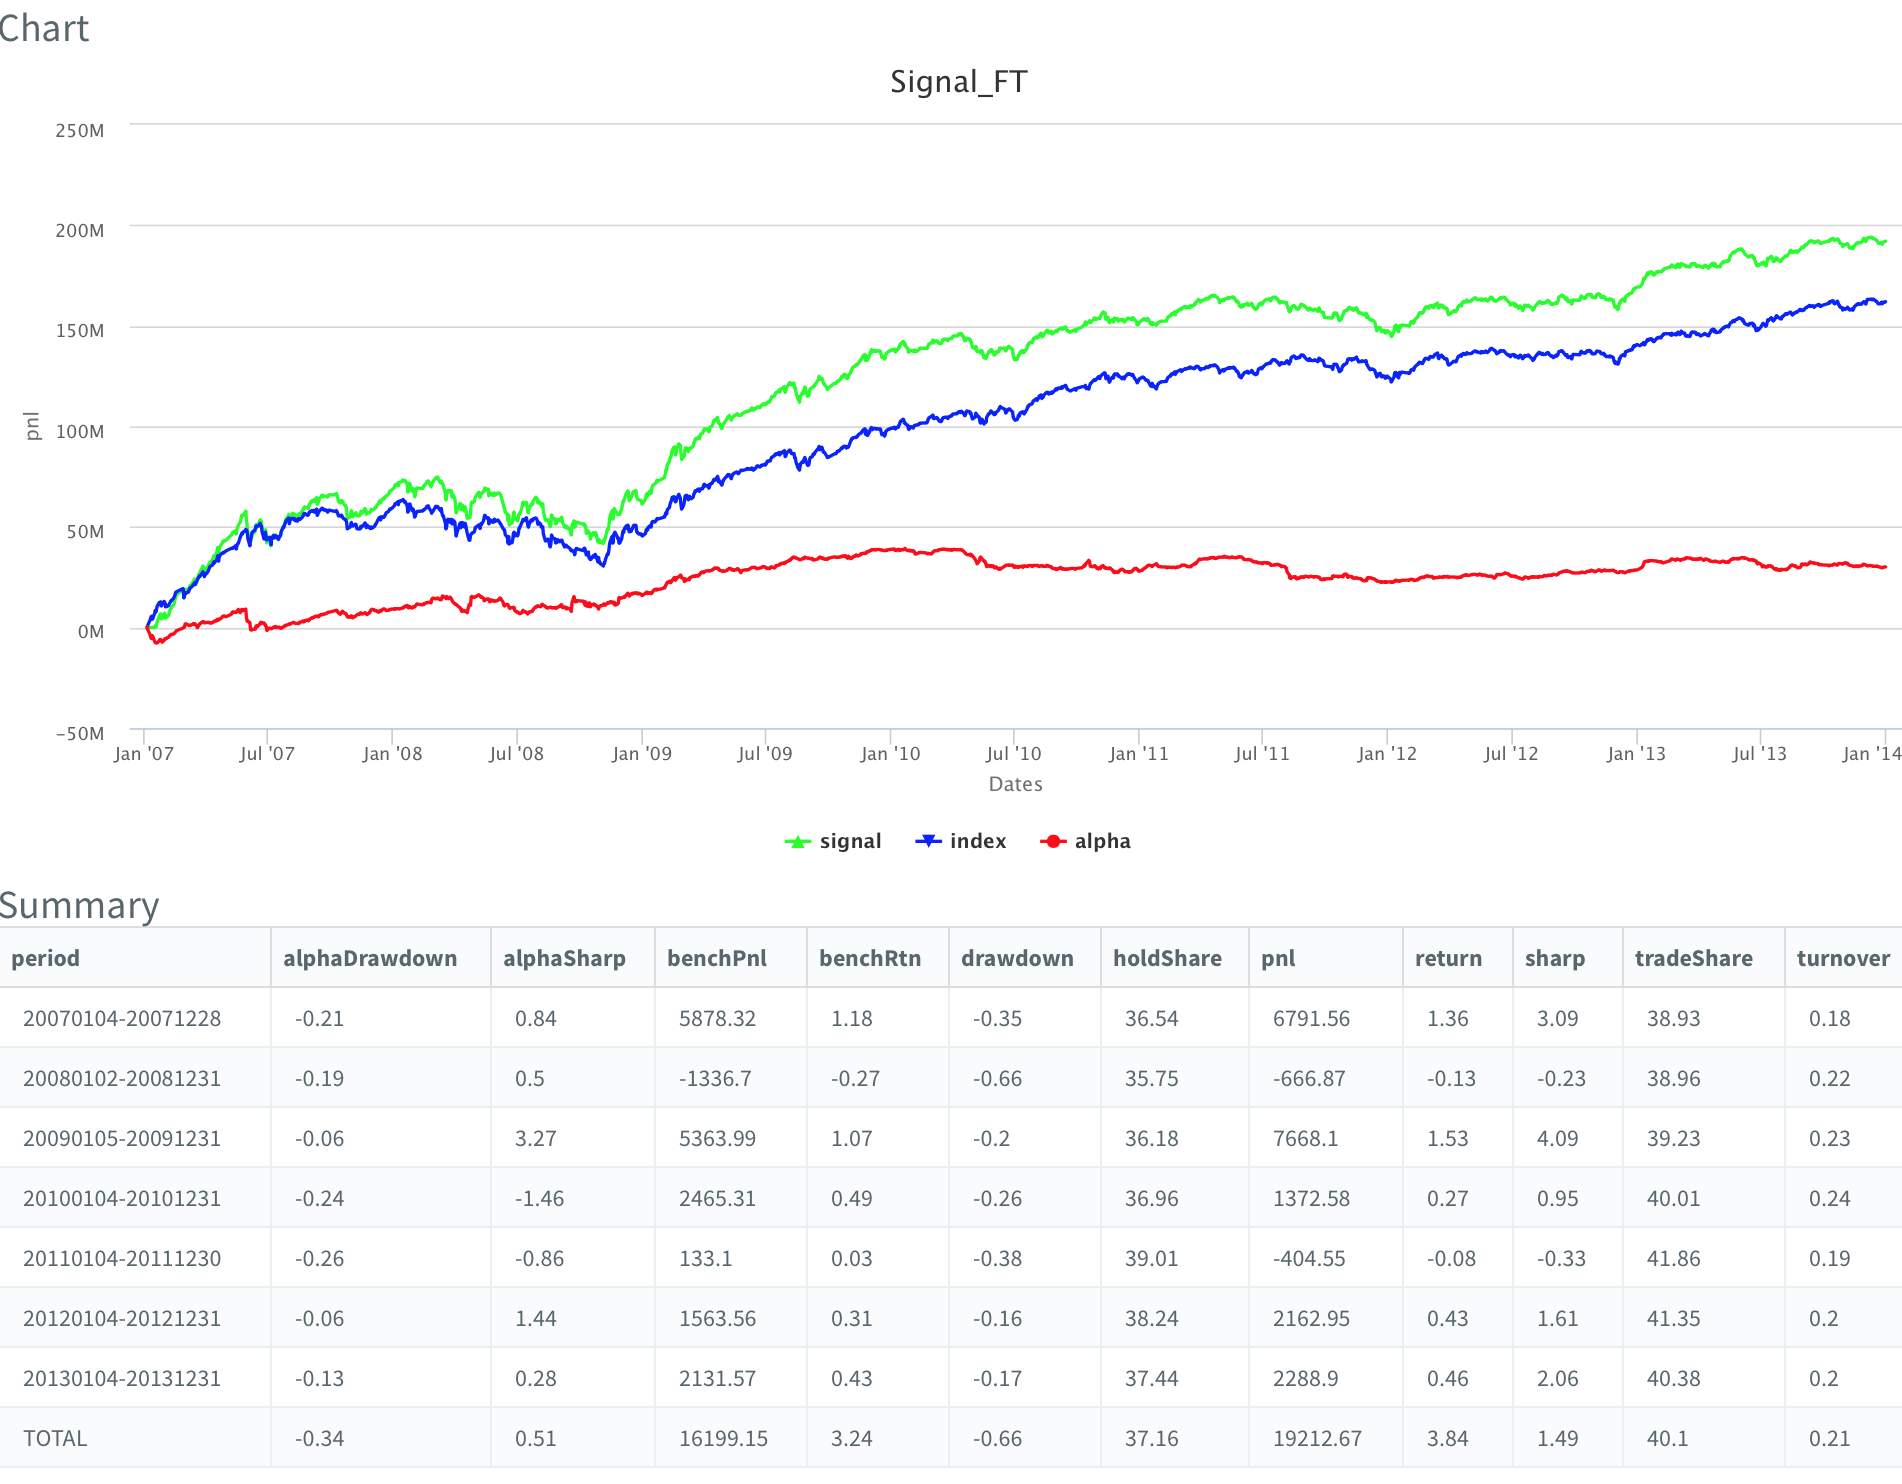 Chart
Signal_FT
250M
200M
150M
100M
50M
0M
-50M
pnl
Jan '07 Jul '07 Jan '08 Jul '08 Jan '09 Jul '09 Jan '10 Jul '10 Jan '11 Jul '11 Jan '12 Jul '12 Jan '13 Jul '13 Jan '14
Dates
signal index alpha
Summary
period alphaDrawdown alphaSharp benchPnl benchRtn drawdown holdShare pnl return sharp tradeShare turnover
20070104-20071228 -0.21 0.84 5878.32 1.18 -0.35 36.54 6791.56 1.36 3.09 38.93 0.18
20080102-20081231 -0.19 0.5 -1336.7 -0.27 -0.66 35.75 -666.87 -0.13 -0.23 38.96 0.22
20090105-20091231 -0.06 3.27 5363.99 1.07 -0.2 36.18 7668.1 1.53 4.09 39.23 0.23
20100104-20101231 -0.24 -1.46 2465.31 0.49 -0.26 36.96 1372.58 0.27 0.95 40.01 0.24
20110104-20111230 -0.26 -0.86 133.1 0.03 -0.38 39.01 -404.55 -0.08 -0.33 41.86 0.19
20120104-20121231 -0.06 1.44 1563.56 0.31 -0.16 38.24 2162.95 0.43 1.61 41.35 0.2
20130104-20131231 -0.13 0.28 2131.57 0.43 -0.17 37.44 2288.9 0.46 2.06 40.38 0.2
TOTAL -0.34 0.51 16199.15 3.24 -0.66 37.16 19212.67 3.84 1.49 40.1 0.21